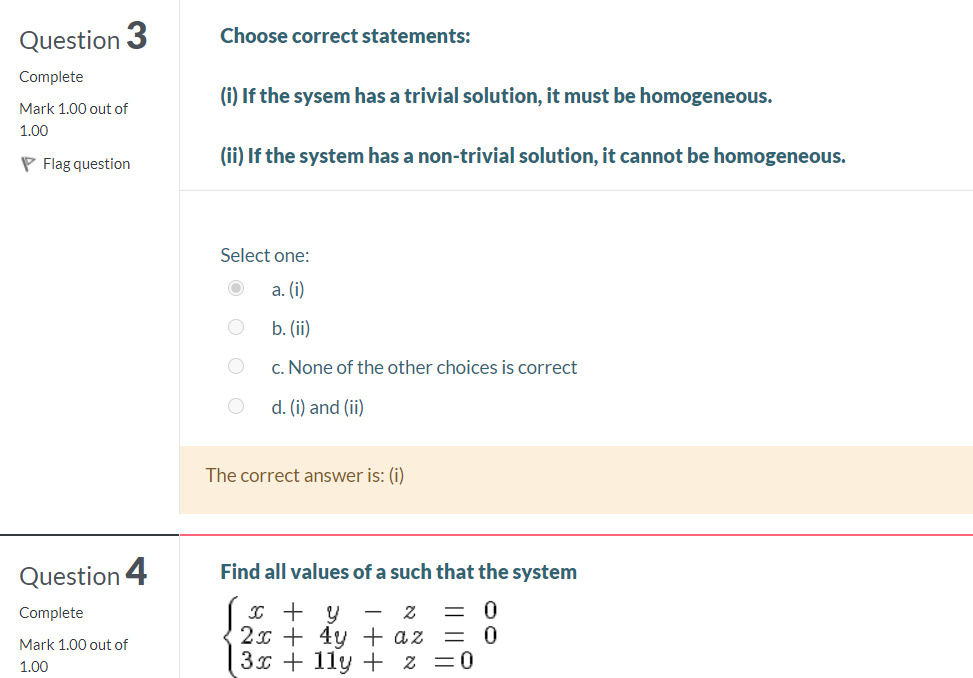 Question 3
Complete
Mark 1.00 out of
1.00
Flag question
Choose correct statements:
(i) If the sysem has a trivial solution, it must be homogeneous.
(ii) If the system has a non-trivial solution, it cannot be homogeneous.
Select one:
a. (i)
b. (ii)
c. None of the other choices is correct
d. (i) and (ii)
The correct answer is: (i)
Question 4
Complete
Mark 1.00 out of
1.00
Find all values of a such that the system
x + y − z = 0
2x + 4y + az = 0
3x + 11y + z = 0